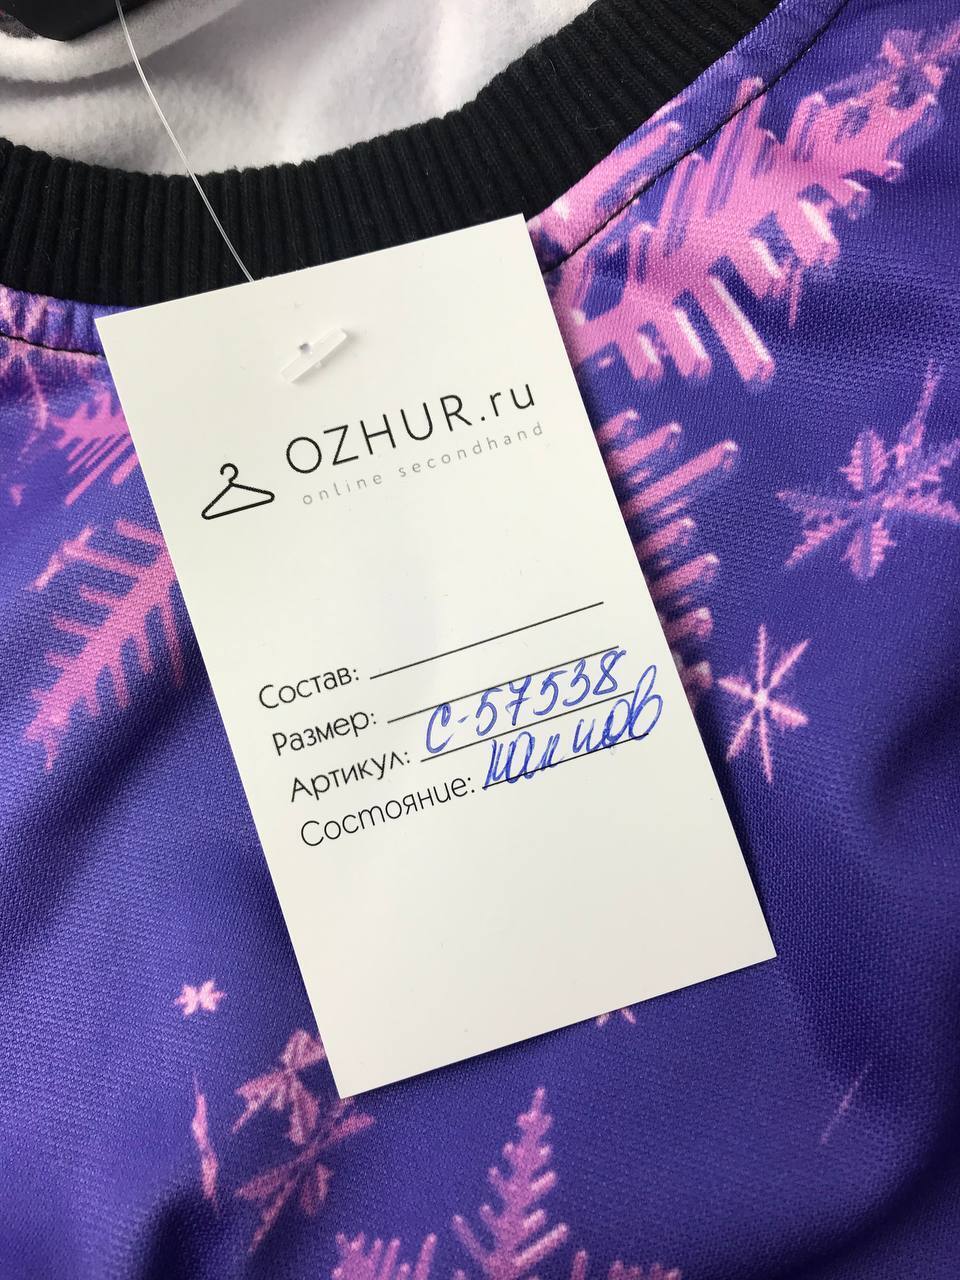 OZHUR.ru
online secondhand
Состав:
Размер:
Артикул: С-57538
Состояние: